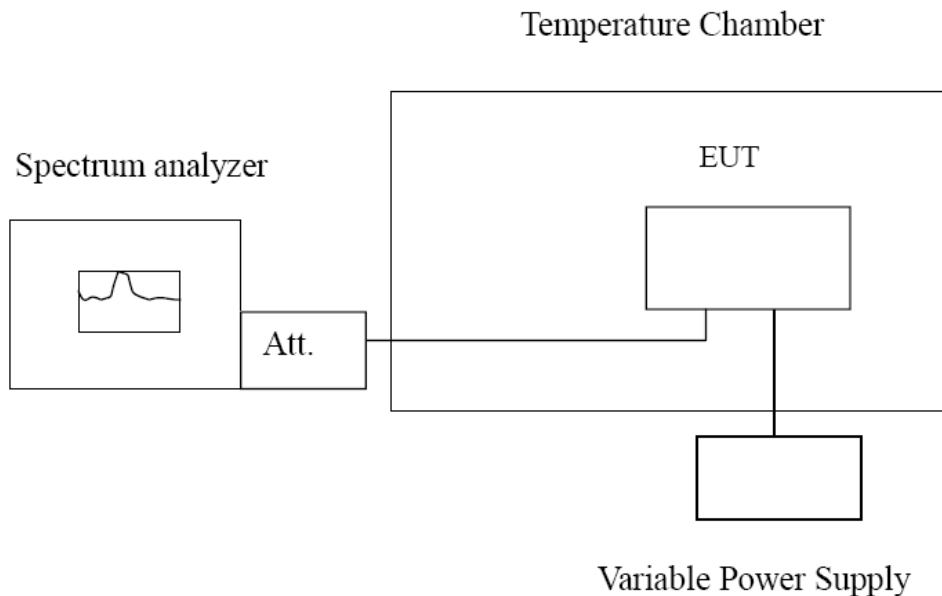 Temperature Chamber
EUT
Spectrum analyzer
Att.
Variable Power Supply